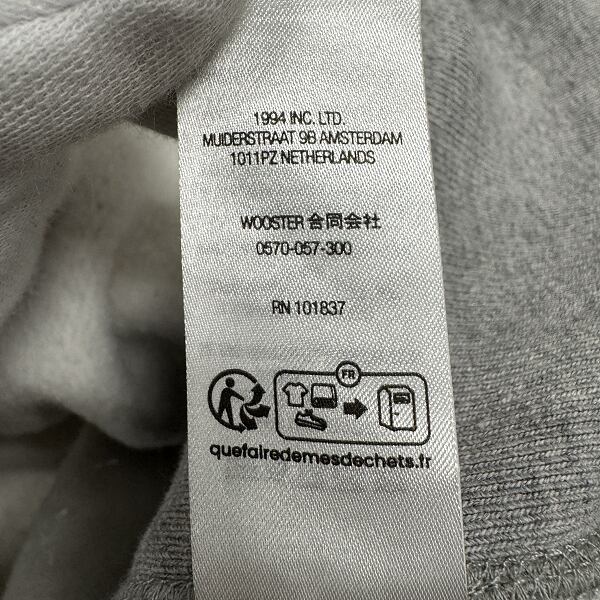 1994 INC. LTD.
MUIDERSTRAAT 9B AMSTERDAM
1011PZ NETHERLANDS
WOOSTER 合同会社
0570-057-300
RN 101837
FR
quefairedemesdechets.fr